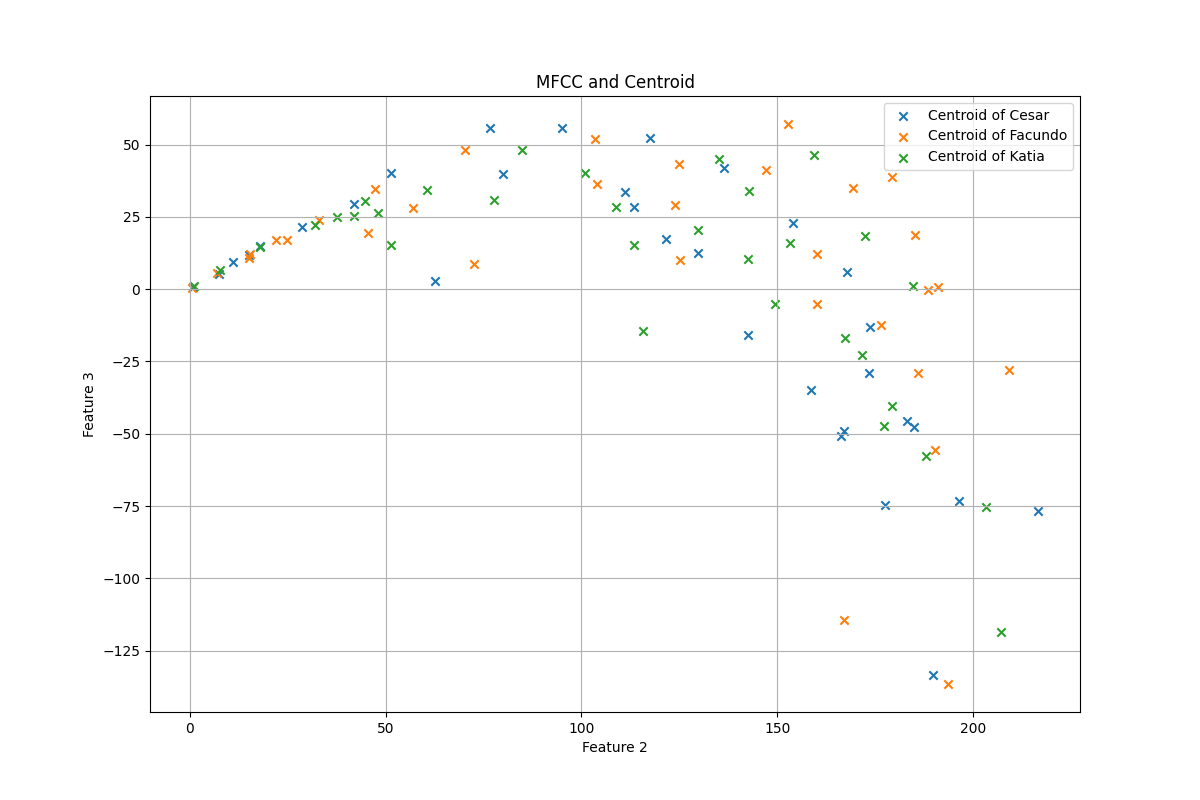 MFCC and Centroid
Centroid of Cesar
Centroid of Facundo
Centroid of Katia
50
25
0
−25
−50
−75
−100
−125
Feature 3
0 50 100 150 200
Feature 2